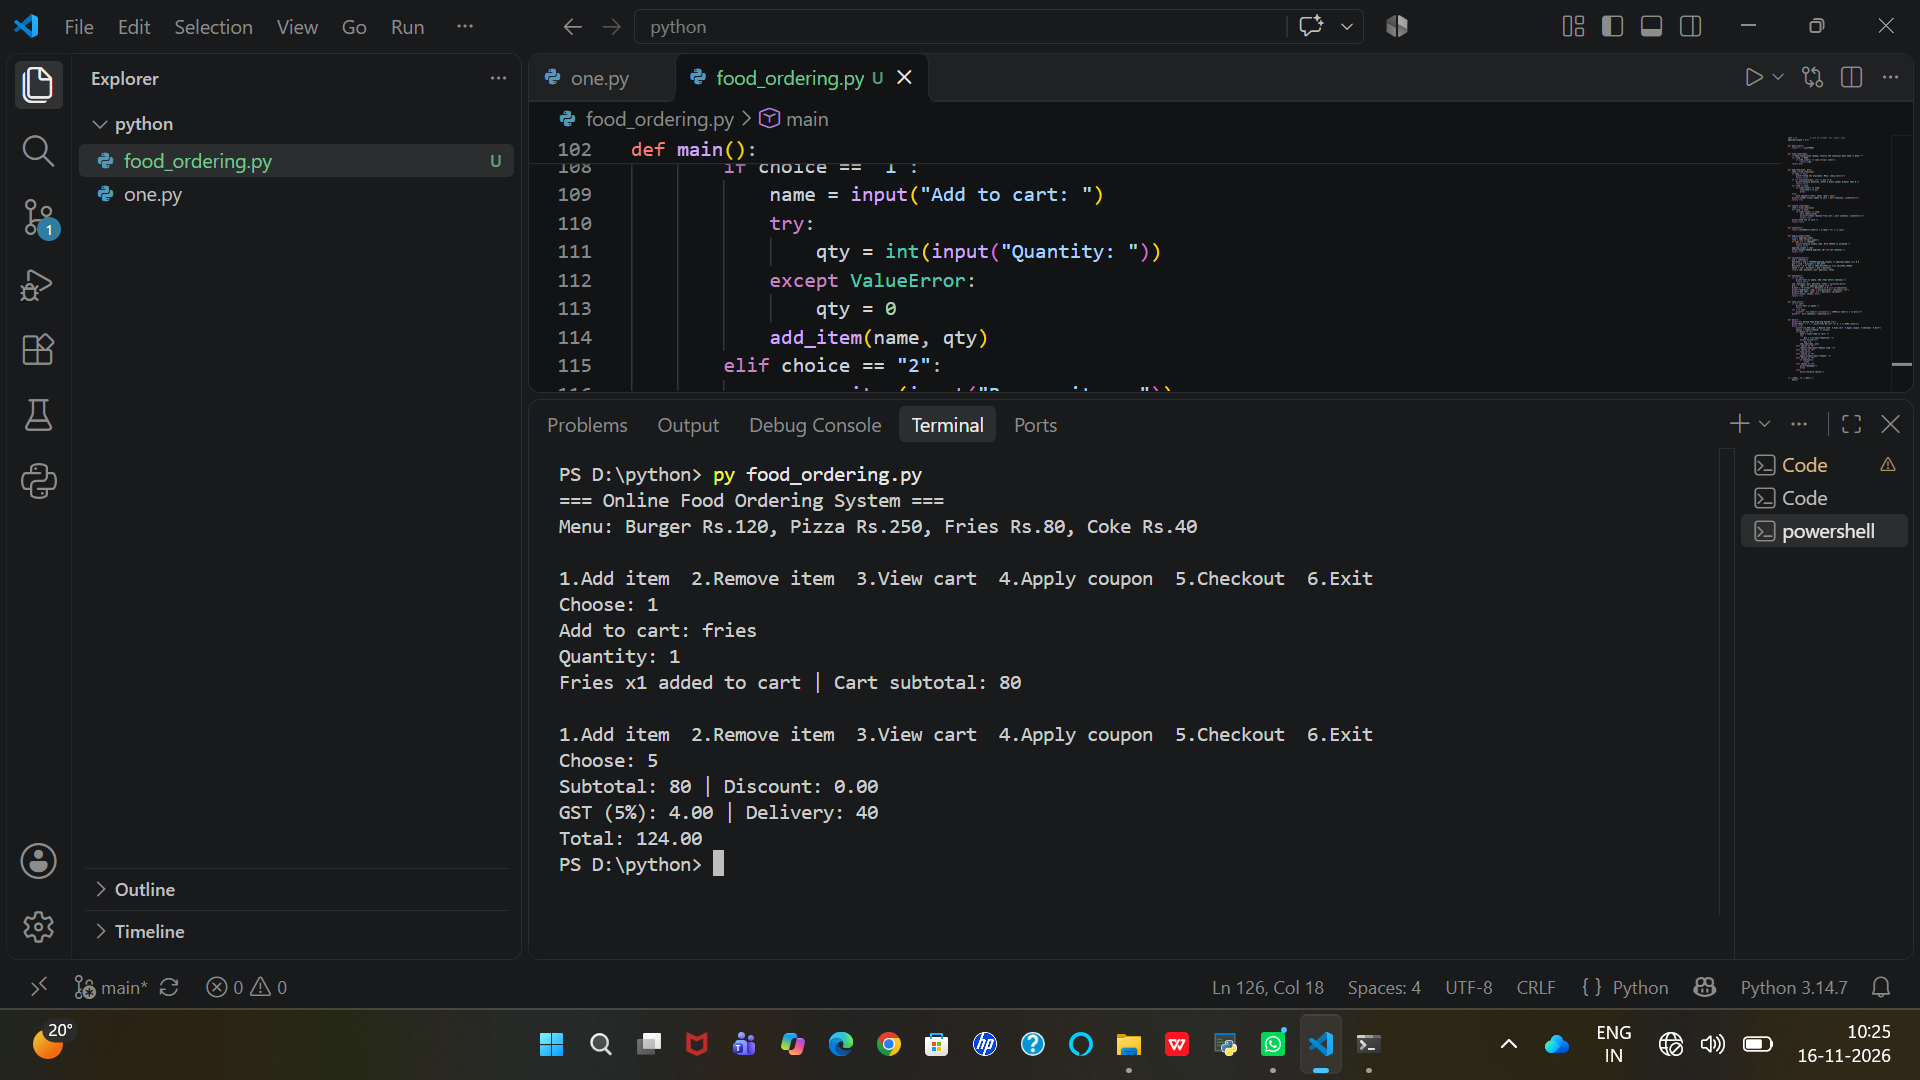 File Edit Selection View Go Run ··· python
Explorer ···
python
food_ordering.py U
one.py
Outline
Timeline
one.py food_ordering.py U
food_ordering.py > main
102 def main():
108 if choice == "1":
109 name = input("Add to cart: ")
110 try:
111 qty = int(input("Quantity: "))
112 except ValueError:
113 qty = 0
114 add_item(name, qty)
115 elif choice == "2":
Problems Output Debug Console Terminal Ports
PS D:\python> py food_ordering.py
=== Online Food Ordering System ===
Menu: Burger Rs.120, Pizza Rs.250, Fries Rs.80, Coke Rs.40
1.Add item 2.Remove item 3.View cart 4.Apply coupon 5.Checkout 6.Exit
Choose: 1
Add to cart: fries
Quantity: 1
Fries x1 added to cart | Cart subtotal: 80
1.Add item 2.Remove item 3.View cart 4.Apply coupon 5.Checkout 6.Exit
Choose: 5
Subtotal: 80 | Discount: 0.00
GST (5%): 4.00 | Delivery: 40
Total: 124.00
PS D:\python>
Code
Code
powershell
1
main* 0 0 Ln 126, Col 18 Spaces: 4 UTF-8 CRLF { } Python Python 3.14.7
20°
ENG
IN
10:25
16-11-2026